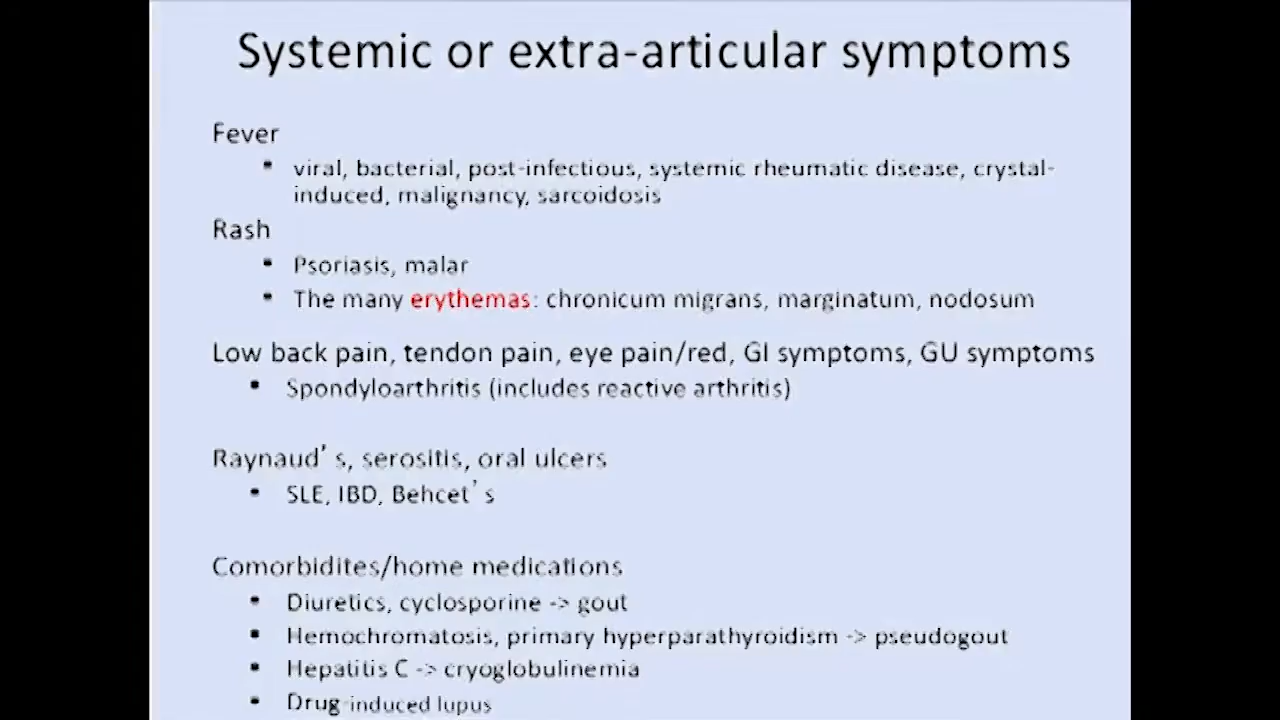 Systemic or extra-articular symptoms
Fever
▪ viral, bacterial, post-infectious, systemic rheumatic disease, crystal-
induced, malignancy, sarcoidosis
Rash
▪ Psoriasis, malar
▪ The many erythemas: chronicum migrans, marginatum, nodosum
Low back pain, tendon pain, eye pain/red, GI symptoms, GU symptoms
▪ Spondyloarthritis (includes reactive arthritis)
Raynaud's, serositis, oral ulcers
▪ SLE, IBD, Behcet's
Comorbidites/home medications
▪ Diuretics, cyclosporine -> gout
▪ Hemochromatosis, primary hyperparathyroidism -> pseudogout
▪ Hepatitis C -> cryoglobulinemia
▪ Drug-induced lupus